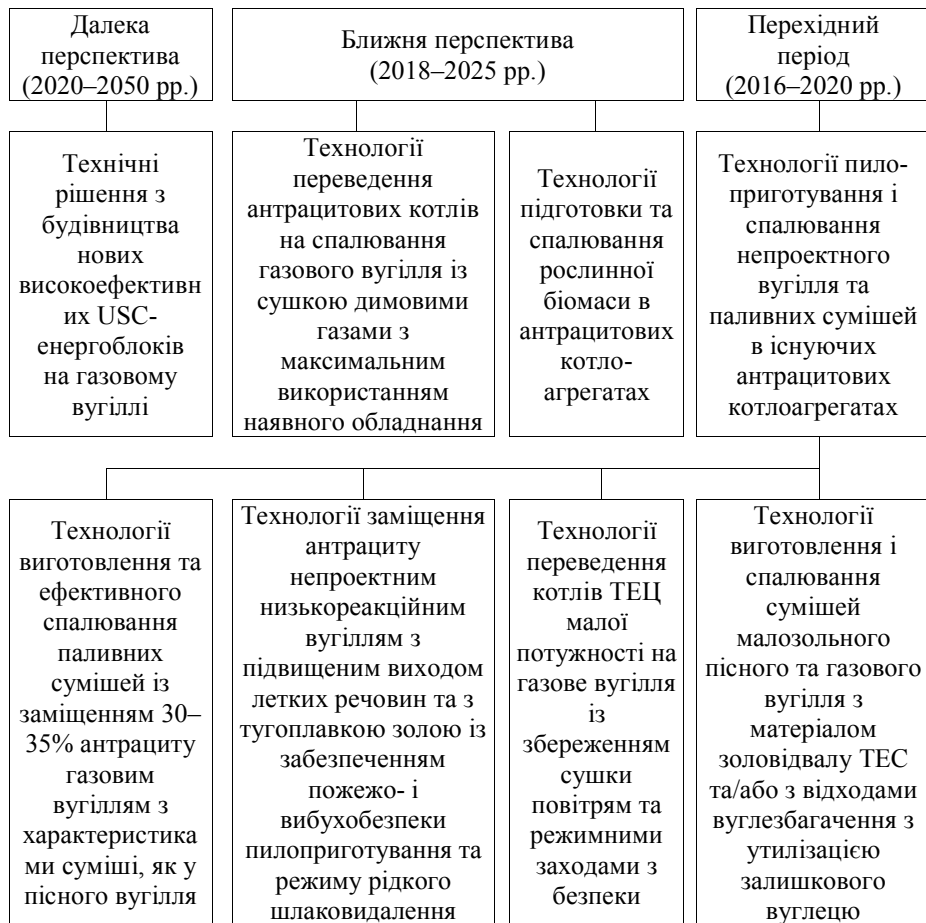 Далека
перспектива
(2020–2050 рр.)
Ближня перспектива
(2018–2025 рр.)
Перехідний
період
(2016–2020 рр.)
Технічні
рішення з
будівництва
нових
високоефективн
их USC-
енергоблоків
на газовому
вугіллі
Технології
переведення
антрацитових котлів
на спалювання
газового вугілля із
сушкою димовими
газами з
максимальним
використанням
наявного обладнання
Технології
підготовки та
спалювання
рослинної
біомаси в
антрацитових
котло-
агрегатах
Технології пило-
приготування і
спалювання
непроектного
вугілля та
паливних сумішей
в існуючих
антрацитових
котлоагрегатах
Технології
виготовлення та
ефективного
спалювання
паливних
сумішей із
заміщенням 30–
35% антрациту
газовим
вугіллям з
характеристика
ми суміші, як у
пісного вугілля
Технології заміщення
антрациту
непроектним
низькореакційним
вугіллям з
підвищеним виходом
летких речовин та з
тугоплавкою золою із
забезпеченням
пожежо- і
вибухобезпеки
пилоприготування та
режиму рідкого
шлаковидалення
Технології
переведення
котлів ТЕЦ
малої
потужності на
газове вугілля
із
збереженням
сушки
повітрям та
режимними
заходами з
безпеки
Технології
виготовлення і
спалювання
сумішей
малозольного
пісного та газового
вугілля з
матеріалом
золовідвалу ТЕС
та/або з відходами
вуглезбагачення з
утилізацією
залишкового
вуглецю